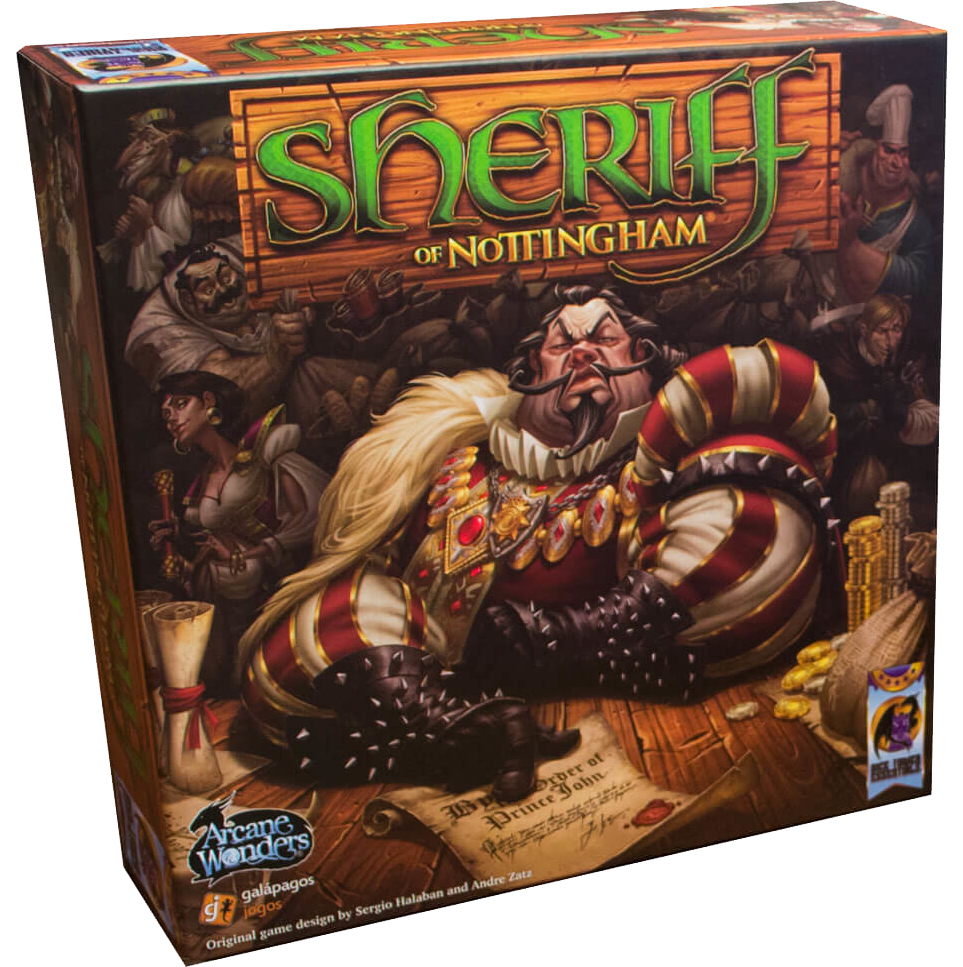 SHERIFF
OF NOTTINGHAM
By Order of
Prince John
Arcane
Wonders
galápagos
jogos
Original game design by Sergio Halaban and Andre Zatz